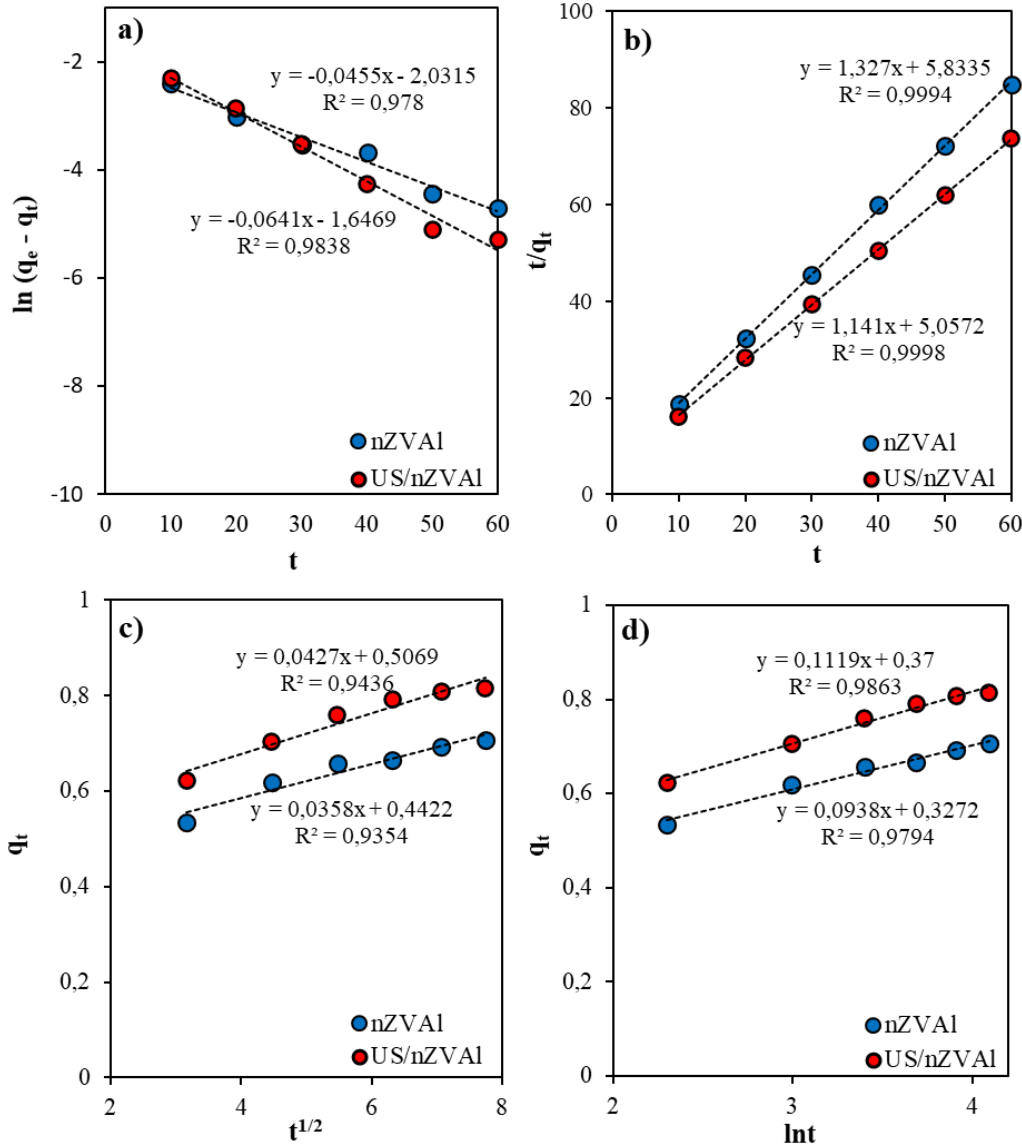 a)
-2
-4
-6
-8
-10
ln (qₑ - qₜ)
y = -0,0455x - 2,0315
R² = 0,978
y = -0,0641x - 1,6469
R² = 0,9838
nZVAl
US/nZVAl
0 10 20 30 40 50 60
t
b)
100
80
60
40
20
0
t/qₜ
y = 1,327x + 5,8335
R² = 0,9994
y = 1,141x + 5,0572
R² = 0,9998
nZVAl
US/nZVAl
0 10 20 30 40 50 60
t
c)
1
0,8
0,6
0,4
0,2
0
qₜ
y = 0,0427x + 0,5069
R² = 0,9436
y = 0,0358x + 0,4422
R² = 0,9354
nZVAl
US/nZVAl
2 4 6 8
t¹ᐟ²
d)
1
0,8
0,6
0,4
0,2
0
qₜ
y = 0,1119x + 0,37
R² = 0,9863
y = 0,0938x + 0,3272
R² = 0,9794
nZVAl
US/nZVAl
2 3 4
lnt